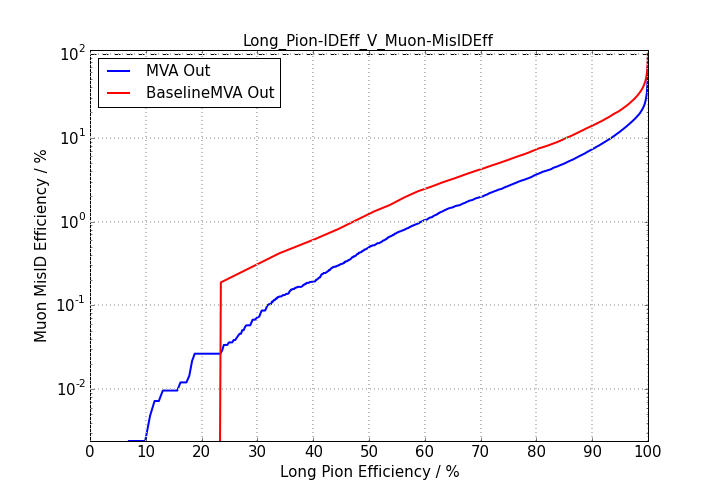 Long_Pion-IDEff_V_Muon-MisIDEff
MVA Out
BaselineMVA Out
Muon MisID Efficiency / %
10²
10¹
10⁰
10⁻¹
10⁻²
0 10 20 30 40 50 60 70 80 90 100
Long Pion Efficiency / %